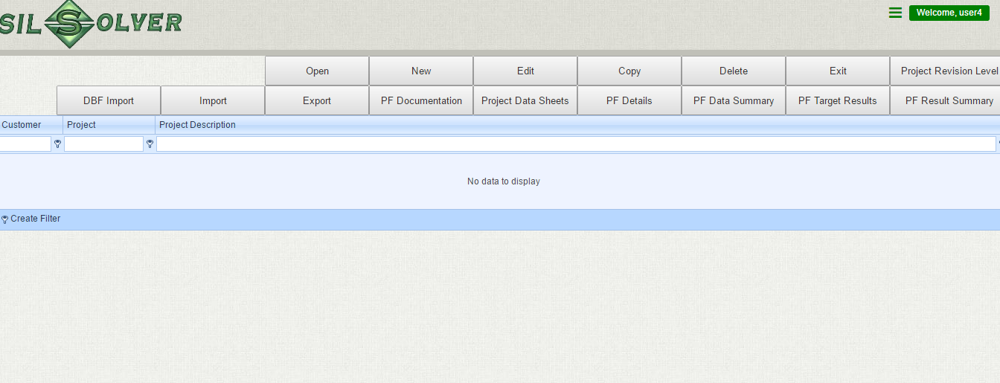 SILSOLVER
Welcome, user4
Open New Edit Copy Delete Exit Project Revision Level
DBF Import Import Export PF Documentation Project Data Sheets PF Details PF Data Summary PF Target Results PF Result Summary
Customer Project Project Description
No data to display
Create Filter